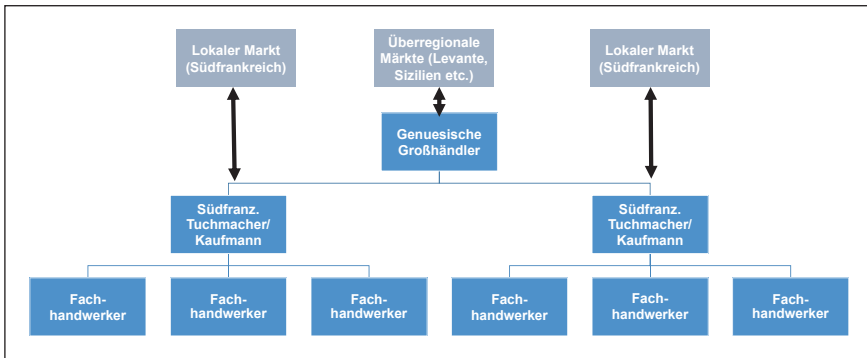 Lokaler Markt
(Südfrankreich)
Überregionale
Märkte (Levante,
Sizilien etc.)
Lokaler Markt
(Südfrankreich)
Genuesische
Großhändler
Südfranz.
Tuchmacher/
Kaufmann
Südfranz.
Tuchmacher/
Kaufmann
Fach-
handwerker
Fach-
handwerker
Fach-
handwerker
Fach-
handwerker
Fach-
handwerker
Fach-
handwerker